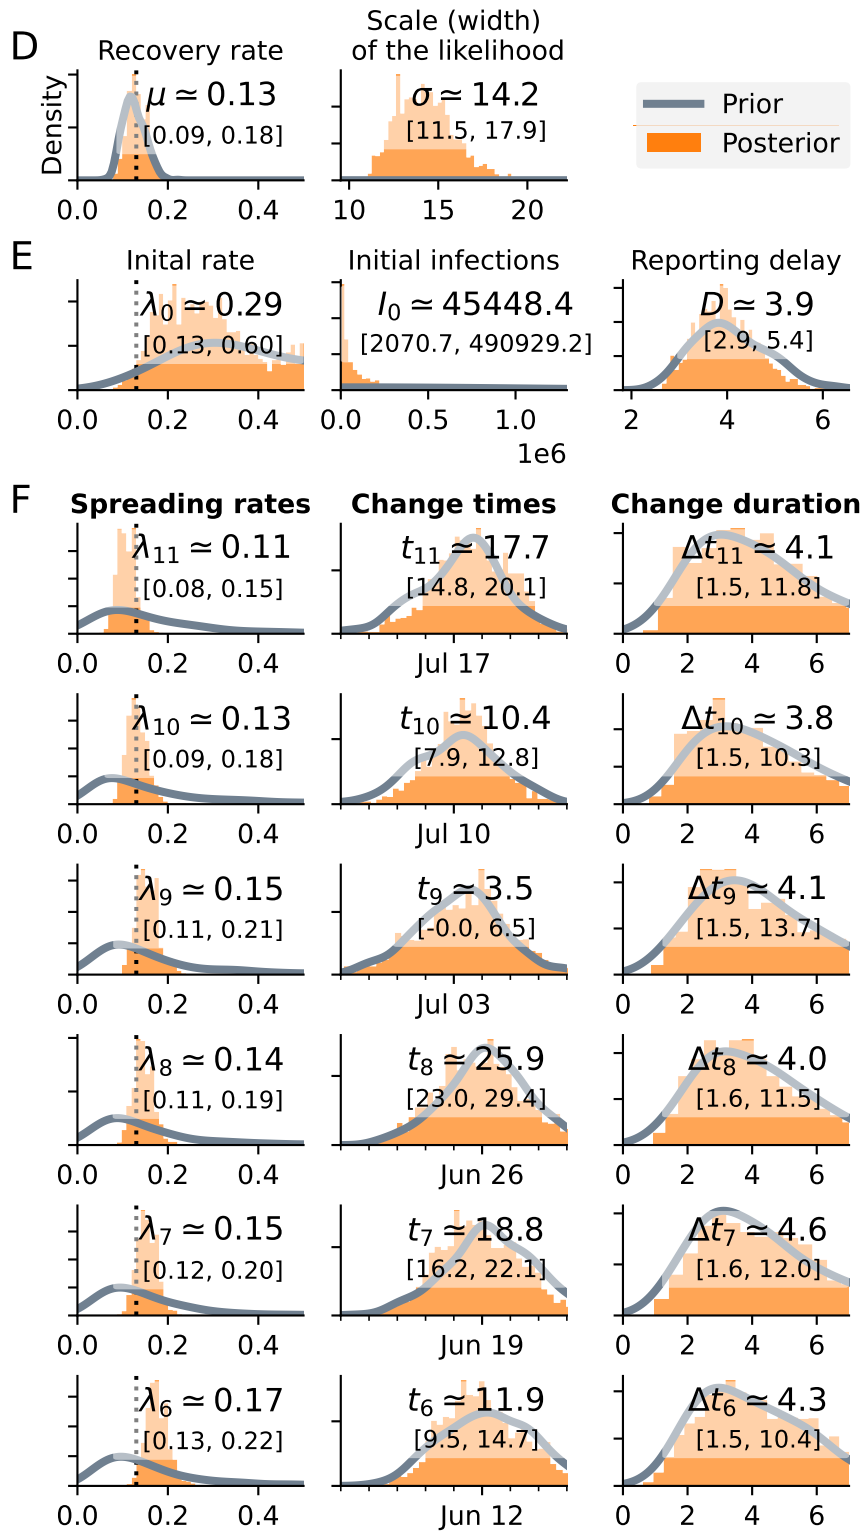 D
Recovery rate
Scale (width)
of the likelihood
Density
μ ≃ 0.13
[0.09, 0.18]
0.0 0.2 0.4
σ ≃ 14.2
[11.5, 17.9]
10 15 20
Prior
Posterior
E
Inital rate
Initial infections
Reporting delay
λ0 ≃ 0.29
[0.13, 0.60]
0.0 0.2 0.4
I0 ≃ 45448.4
[2070.7, 490929.2]
0.0 0.5 1.0
1e6
D ≃ 3.9
[2.9, 5.4]
2 4 6
F
Spreading rates
Change times
Change duration
λ11 ≃ 0.11
[0.08, 0.15]
0.0 0.2 0.4
t11 ≃ 17.7
[14.8, 20.1]
Jul 17
Δt11 ≃ 4.1
[1.5, 11.8]
0 2 4 6
λ10 ≃ 0.13
[0.09, 0.18]
0.0 0.2 0.4
t10 ≃ 10.4
[7.9, 12.8]
Jul 10
Δt10 ≃ 3.8
[1.5, 10.3]
0 2 4 6
λ9 ≃ 0.15
[0.11, 0.21]
0.0 0.2 0.4
t9 ≃ 3.5
[-0.0, 6.5]
Jul 03
Δt9 ≃ 4.1
[1.5, 13.7]
0 2 4 6
λ8 ≃ 0.14
[0.11, 0.19]
0.0 0.2 0.4
t8 ≃ 25.9
[23.0, 29.4]
Jun 26
Δt8 ≃ 4.0
[1.6, 11.5]
0 2 4 6
λ7 ≃ 0.15
[0.12, 0.20]
0.0 0.2 0.4
t7 ≃ 18.8
[16.2, 22.1]
Jun 19
Δt7 ≃ 4.6
[1.6, 12.0]
0 2 4 6
λ6 ≃ 0.17
[0.13, 0.22]
0.0 0.2 0.4
t6 ≃ 11.9
[9.5, 14.7]
Jun 12
Δt6 ≃ 4.3
[1.5, 10.4]
0 2 4 6